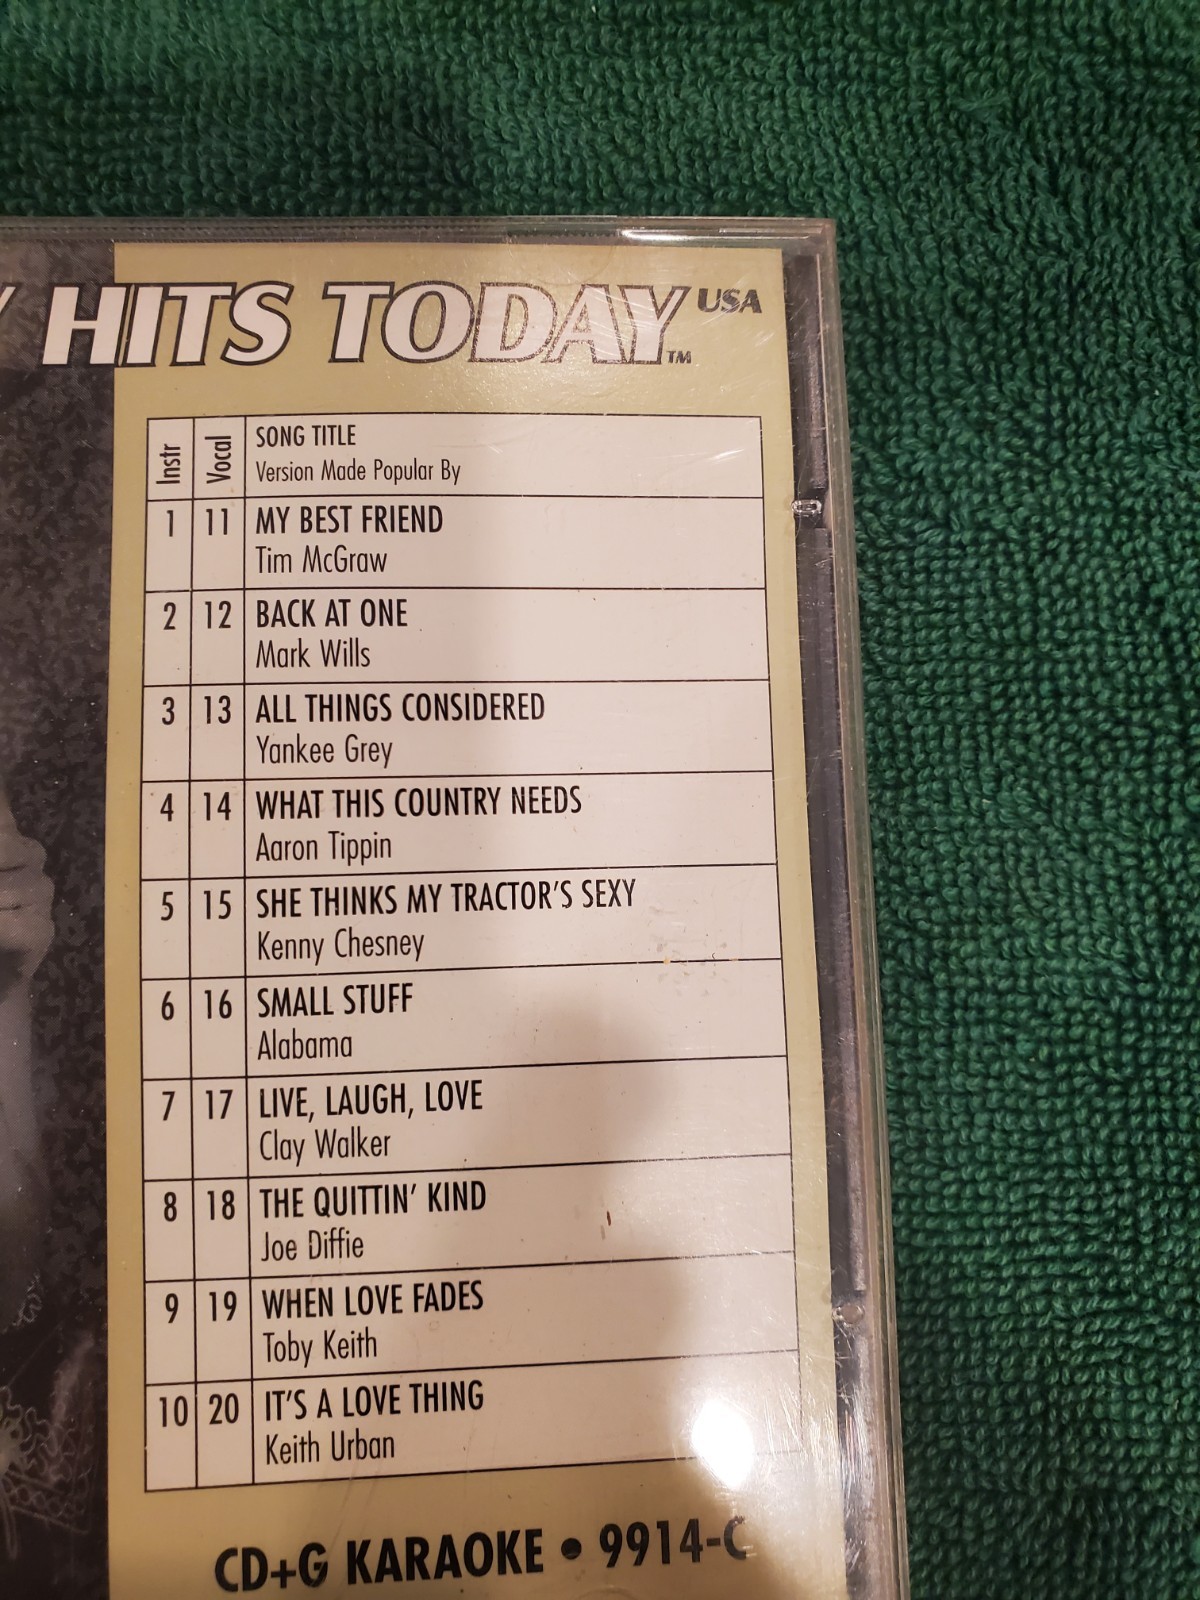 HITS TODAY™ USA
Instr Vocal SONG TITLE
Version Made Popular By
1 11 MY BEST FRIEND
Tim McGraw
2 12 BACK AT ONE
Mark Wills
3 13 ALL THINGS CONSIDERED
Yankee Grey
4 14 WHAT THIS COUNTRY NEEDS
Aaron Tippin
5 15 SHE THINKS MY TRACTOR'S SEXY
Kenny Chesney
6 16 SMALL STUFF
Alabama
7 17 LIVE, LAUGH, LOVE
Clay Walker
8 18 THE QUITTIN' KIND
Joe Diffie
9 19 WHEN LOVE FADES
Toby Keith
10 20 IT'S A LOVE THING
Keith Urban
CD+G KARAOKE • 9914-C